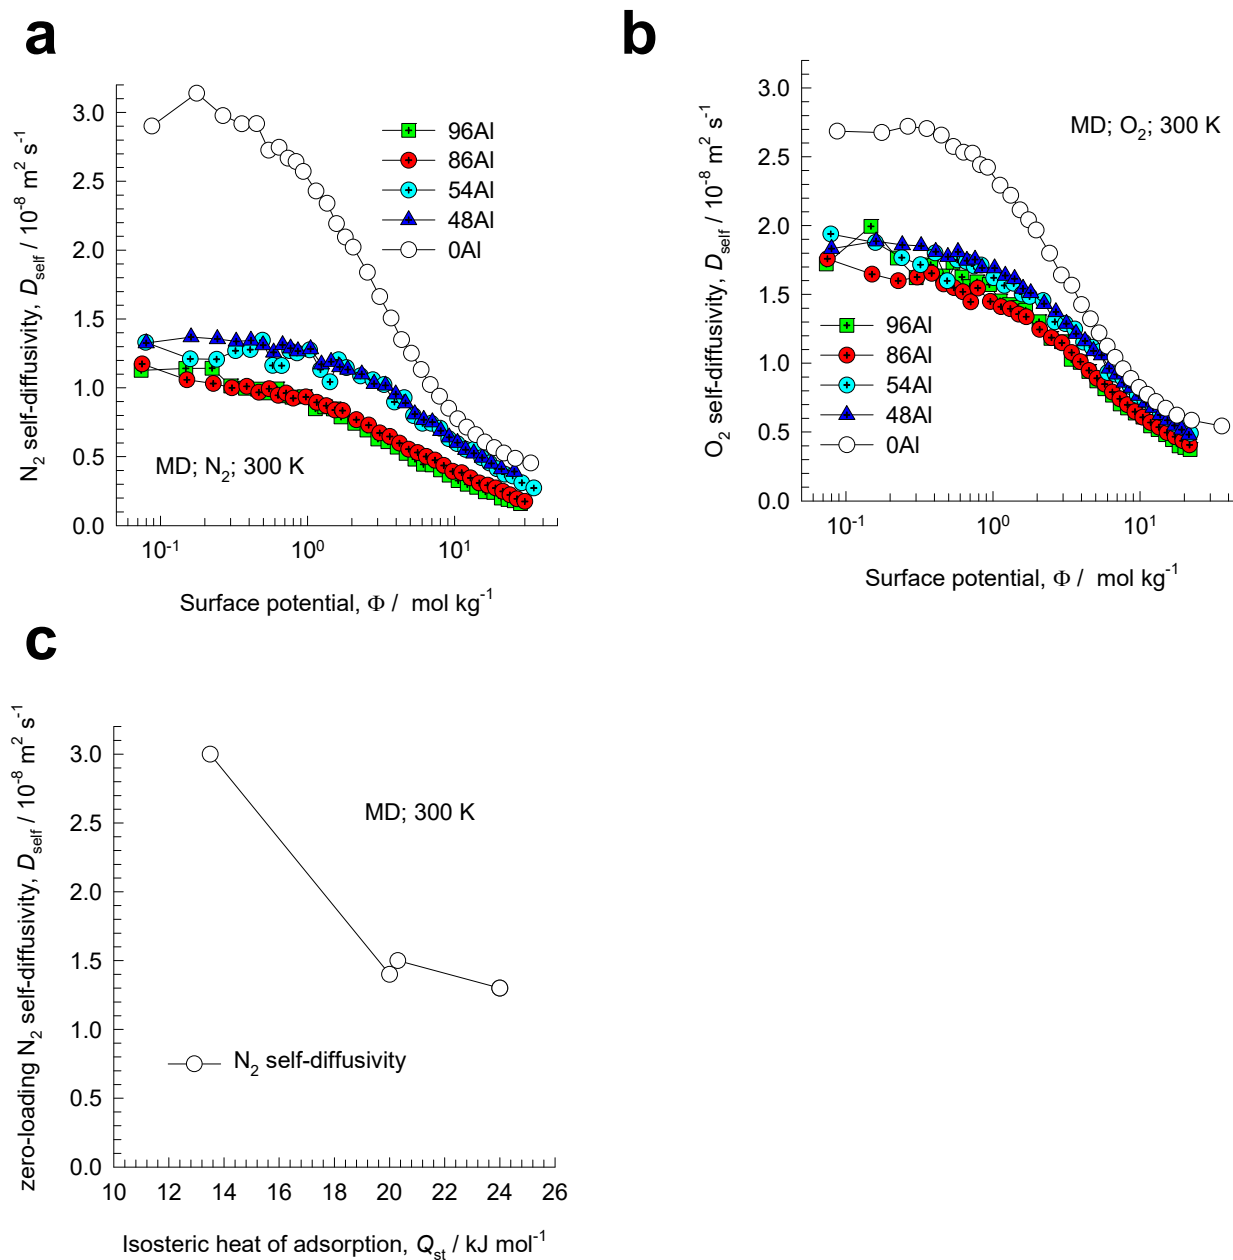 a
N2 self-diffusivity, Dself / 10-8 m2 s-1
3.0
2.5
2.0
1.5
1.0
0.5
0.0
96Al
86Al
54Al
48Al
0Al
MD; N2; 300 K
10-1
100
101
Surface potential, Φ / mol kg-1
b
O2 self-diffusivity, Dself / 10-8 m2 s-1
3.0
2.5
2.0
1.5
1.0
0.5
0.0
MD; O2; 300 K
96Al
86Al
54Al
48Al
0Al
10-1
100
101
Surface potential, Φ / mol kg-1
c
zero-loading N2 self-diffusivity, Dself / 10-8 m2 s-1
3.0
2.5
2.0
1.5
1.0
0.5
0.0
MD; 300 K
N2 self-diffusivity
10 12 14 16 18 20 22 24 26
Isosteric heat of adsorption, Qst / kJ mol-1